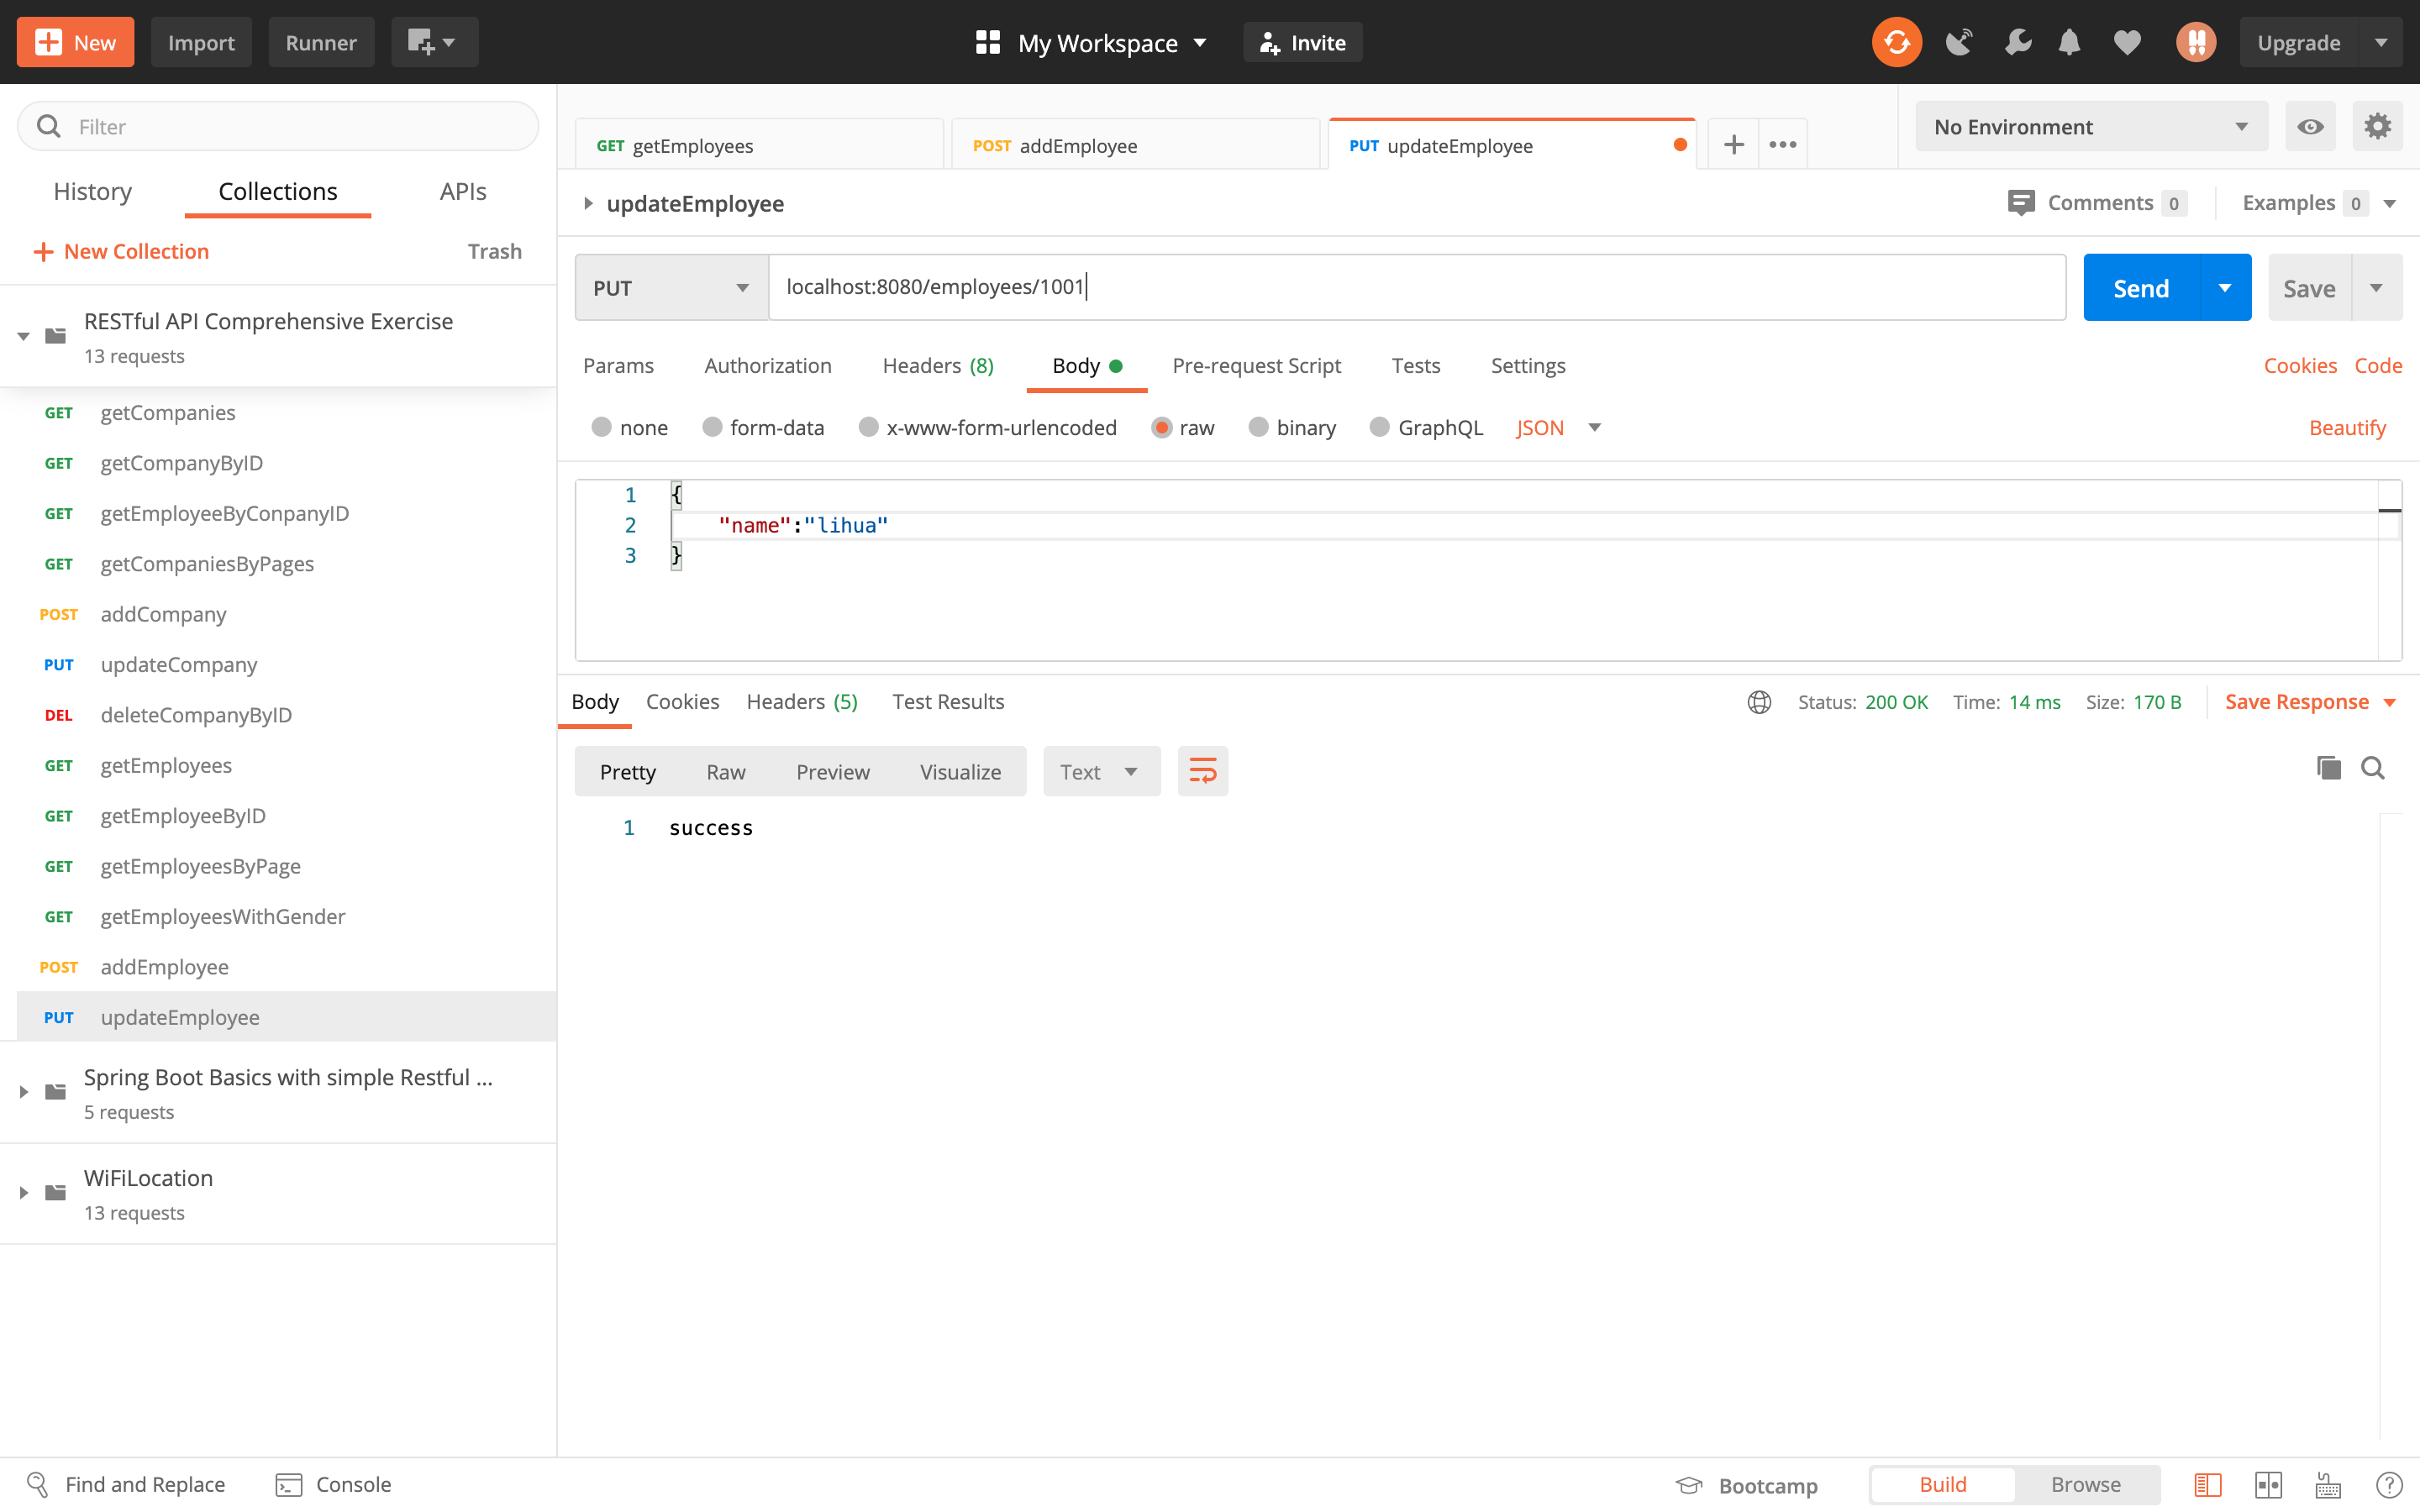 New Import Runner My Workspace Invite Upgrade
Filter
History Collections APIs
New Collection Trash
RESTful API Comprehensive Exercise
13 requests
GET getCompanies
GET getCompanyByID
GET getEmployeeByConpanyID
GET getCompaniesByPages
POST addCompany
PUT updateCompany
DEL deleteCompanyByID
GET getEmployees
GET getEmployeeByID
GET getEmployeesByPage
GET getEmployeesWithGender
POST addEmployee
PUT updateEmployee
Spring Boot Basics with simple Restful ...
5 requests
WiFiLocation
13 requests
GET getEmployees POST addEmployee PUT updateEmployee No Environment
updateEmployee Comments 0 Examples 0
PUT localhost:8080/employees/1001 Send Save
Params Authorization Headers (8) Body Pre-request Script Tests Settings Cookies Code
none form-data x-www-form-urlencoded raw binary GraphQL JSON Beautify
1 {
2 "name":"lihua"
3 }
Body Cookies Headers (5) Test Results Status: 200 OK Time: 14 ms Size: 170 B Save Response
Pretty Raw Preview Visualize Text
1 success
Find and Replace Console Bootcamp Build Browse